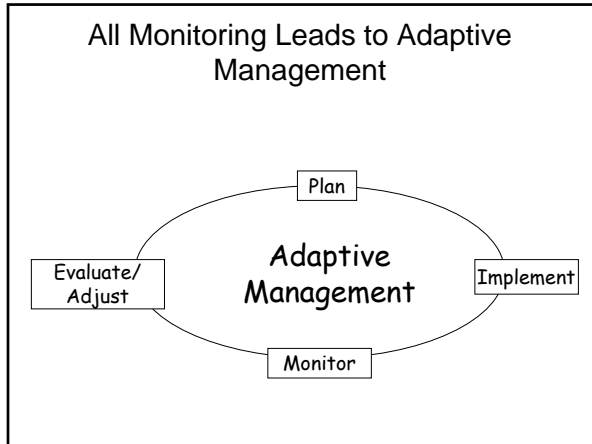 All Monitoring Leads to Adaptive
Management
Plan
Adaptive
Management
Evaluate/
Adjust
Implement
Monitor